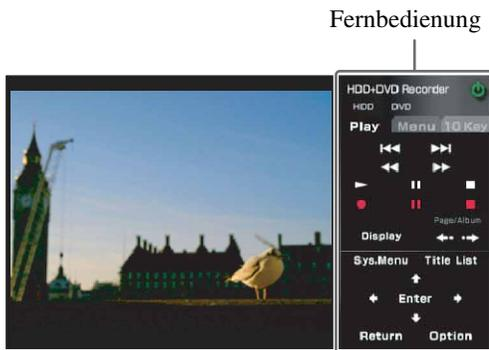 Fernbedienung
HDD+DVD Recorder
HDD DVD
Play Menu 10 Key
Page/Album
Display
Sys.Menu Title List
Enter
Return Option